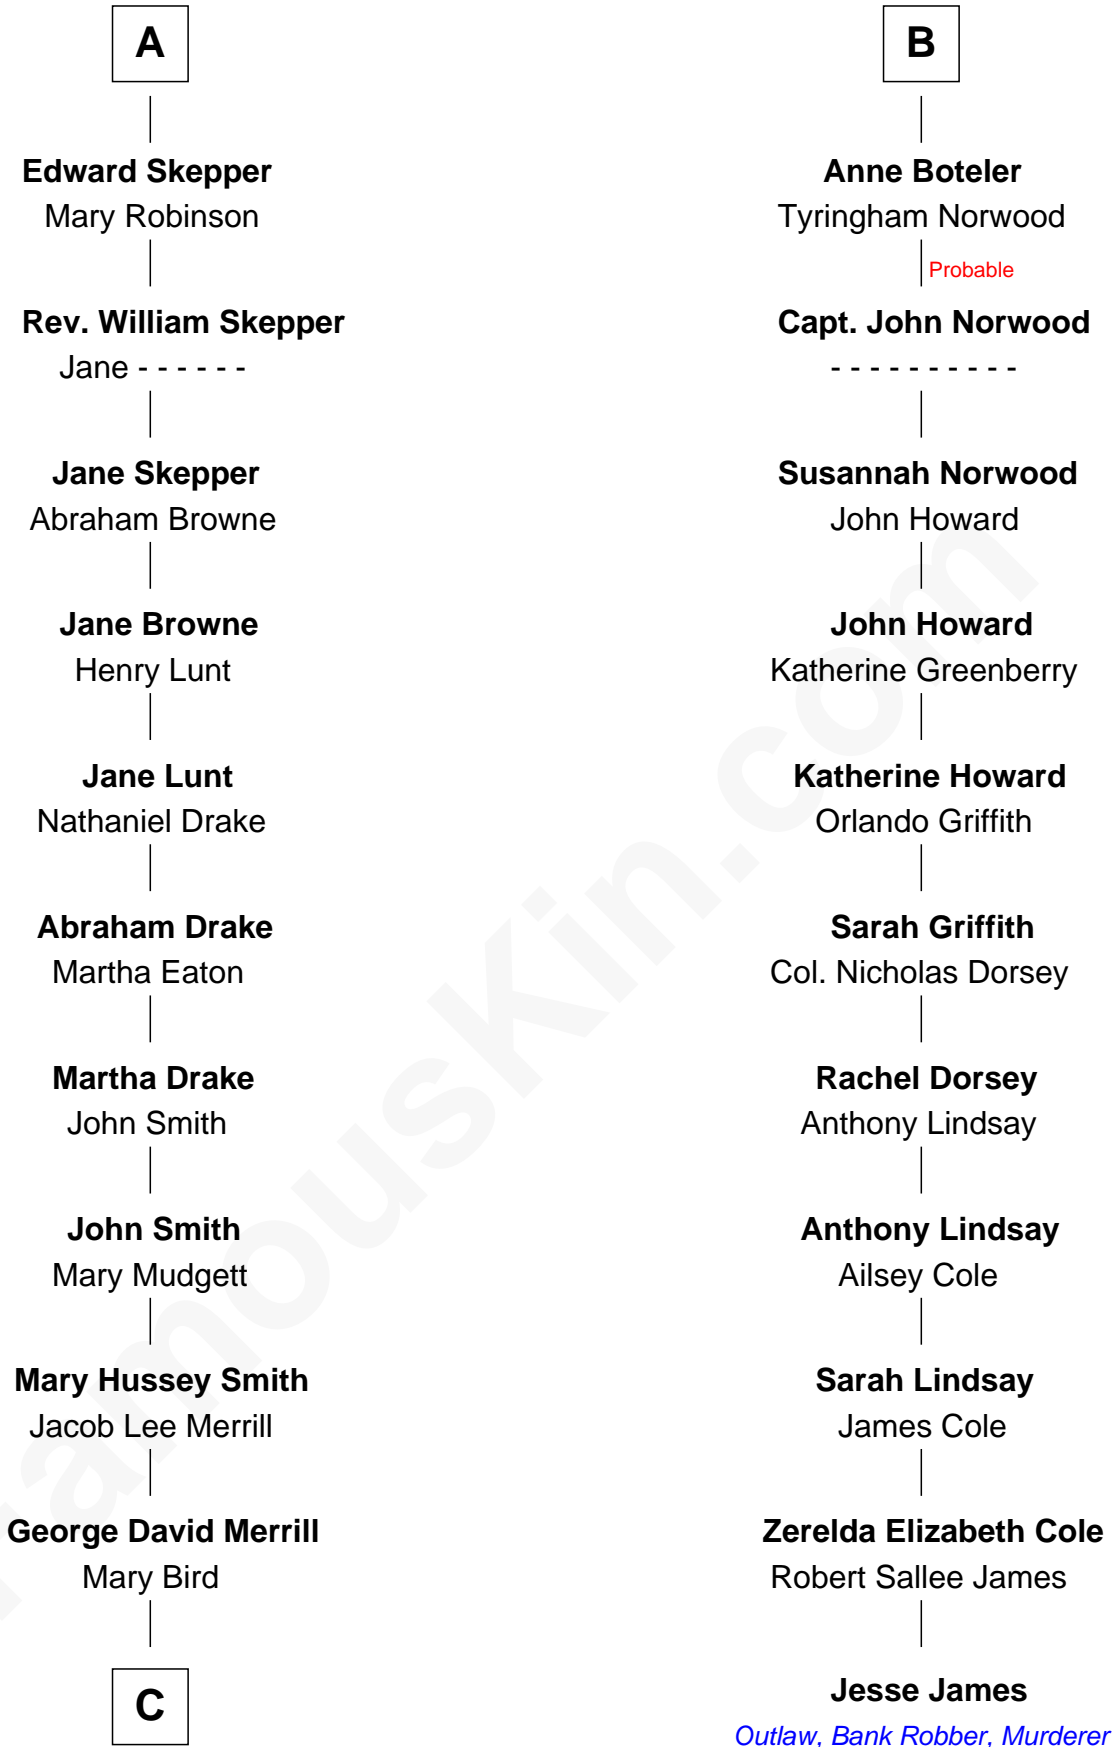 A
Edward Skepper
Mary Robinson
Rev. William Skepper
Jane - - - - - -
Jane Skepper
Abraham Browne
Jane Browne
Henry Lunt
Jane Lunt
Nathaniel Drake
Abraham Drake
Martha Eaton
Martha Drake
John Smith
John Smith
Mary Mudgett
Mary Hussey Smith
Jacob Lee Merrill
George David Merrill
Mary Bird
C
B
Anne Boteler
Tyringham Norwood
Probable
Capt. John Norwood
- - - - - - - - - -
Susannah Norwood
John Howard
John Howard
Katherine Greenberry
Katherine Howard
Orlando Griffith
Sarah Griffith
Col. Nicholas Dorsey
Rachel Dorsey
Anthony Lindsay
Anthony Lindsay
Ailsey Cole
Sarah Lindsay
James Cole
Zerelda Elizabeth Cole
Robert Sallee James
Jesse James
Outlaw, Bank Robber, Murderer
FamousKin.com